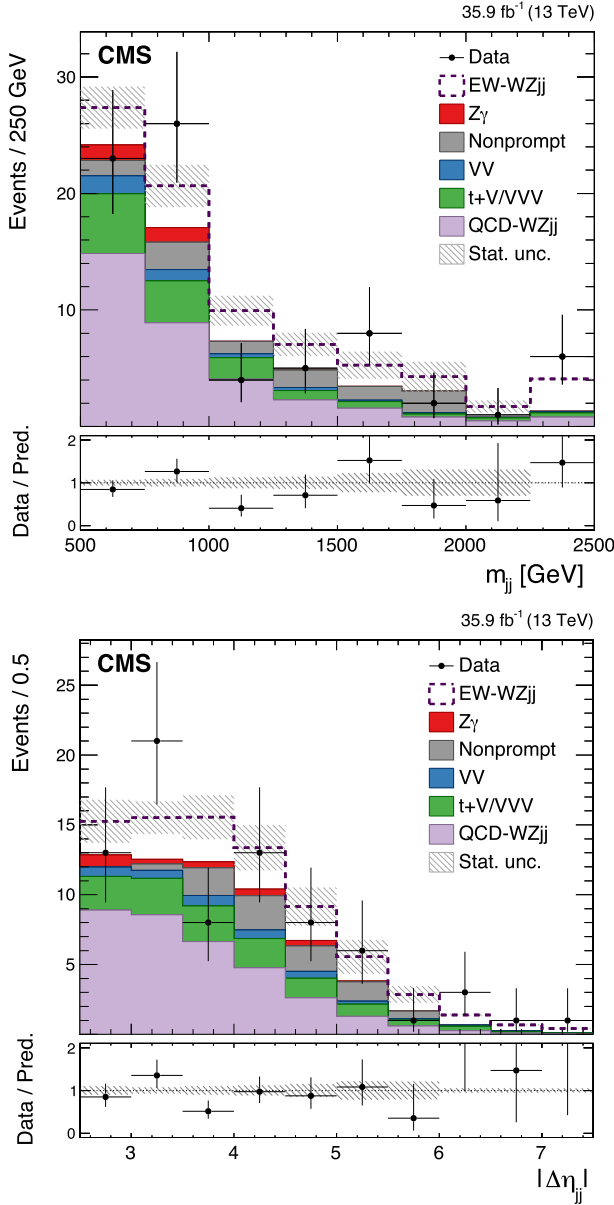 35.9 fb⁻¹ (13 TeV)
CMS
Data
EW-WZjj
Zγ
Nonprompt
VV
t+V/VVV
QCD-WZjj
Stat. unc.
Events / 250 GeV
30
20
10
Data / Pred.
2
1
0
500 1000 1500 2000 2500
m_jj [GeV]
35.9 fb⁻¹ (13 TeV)
CMS
Data
EW-WZjj
Zγ
Nonprompt
VV
t+V/VVV
QCD-WZjj
Stat. unc.
Events / 0.5
25
20
15
10
5
Data / Pred.
2
1
0
3 4 5 6 7
|Δη_jj|